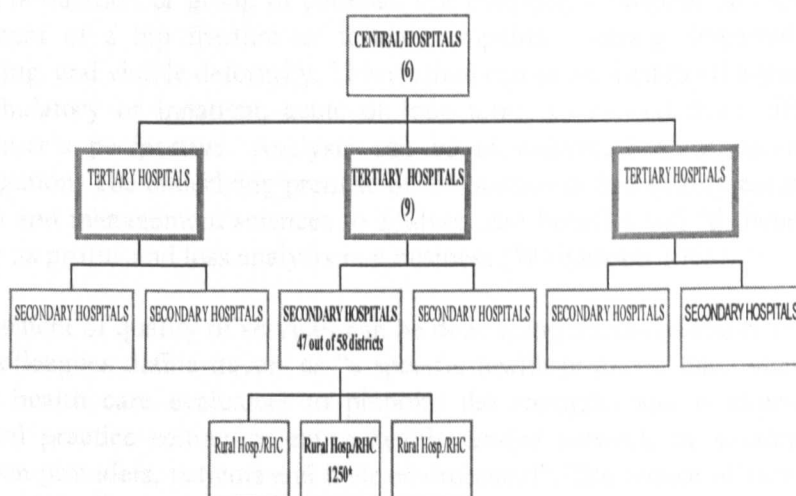 CENTRAL HOSPITALS
(6)
TERTIARY HOSPITALS
TERTIARY HOSPITALS
(9)
TERTIARY HOSPITALS
SECONDARY HOSPITALS
SECONDARY HOSPITALS
SECONDARY HOSPITALS
47 out of 58 districts
SECONDARY HOSPITALS
SECONDARY HOSPITALS
SECONDARY HOSPITALS
Rural Hosp./RHC
Rural Hosp./RHC
1250*
Rural Hosp./RHC